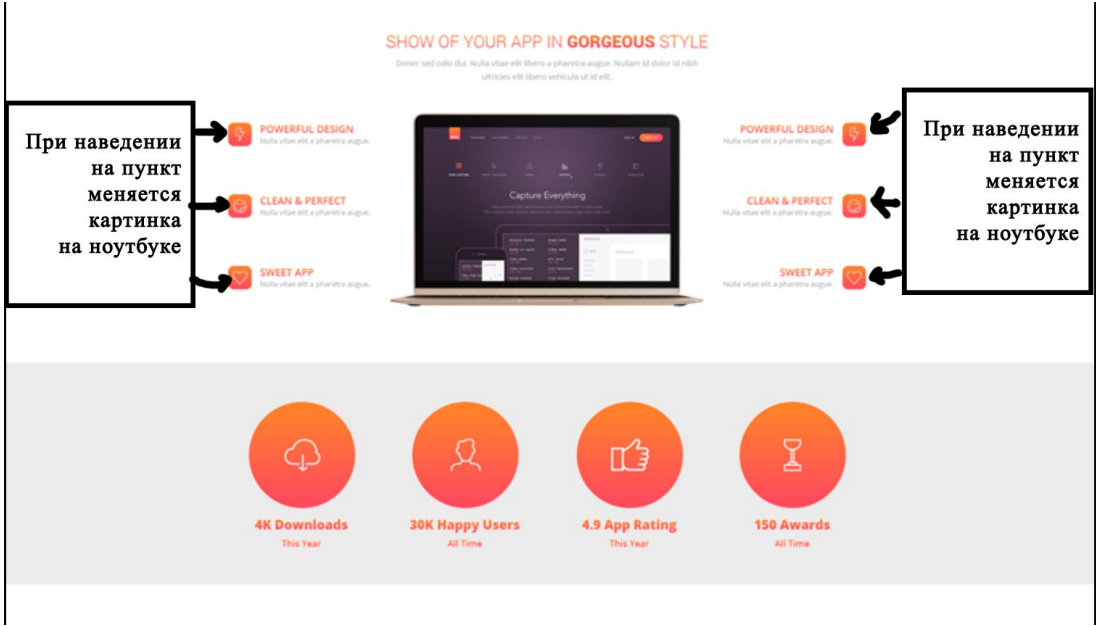 SHOW OF YOUR APP IN GORGEOUS STYLE
Donec sed odio dui. Nulla vitae elit libero a pharetra augue. Nullam id dolor id nibh
ultricies elit libero vehicula ut id elit.
При наведении
на пункт
меняется
картинка
на ноутбуке
POWERFUL DESIGN
Nulla vitae elit a pharetra augue.
CLEAN & PERFECT
Nulla vitae elit a pharetra augue.
SWEET APP
Nulla vitae elit a pharetra augue.
Capture Everything
POWERFUL DESIGN
Nulla vitae elit a pharetra augue.
CLEAN & PERFECT
Nulla vitae elit a pharetra augue.
SWEET APP
Nulla vitae elit a pharetra augue.
При наведении
на пункт
меняется
картинка
на ноутбуке
4K Downloads
This Year
30K Happy Users
All Time
4.9 App Rating
This Year
150 Awards
All Time